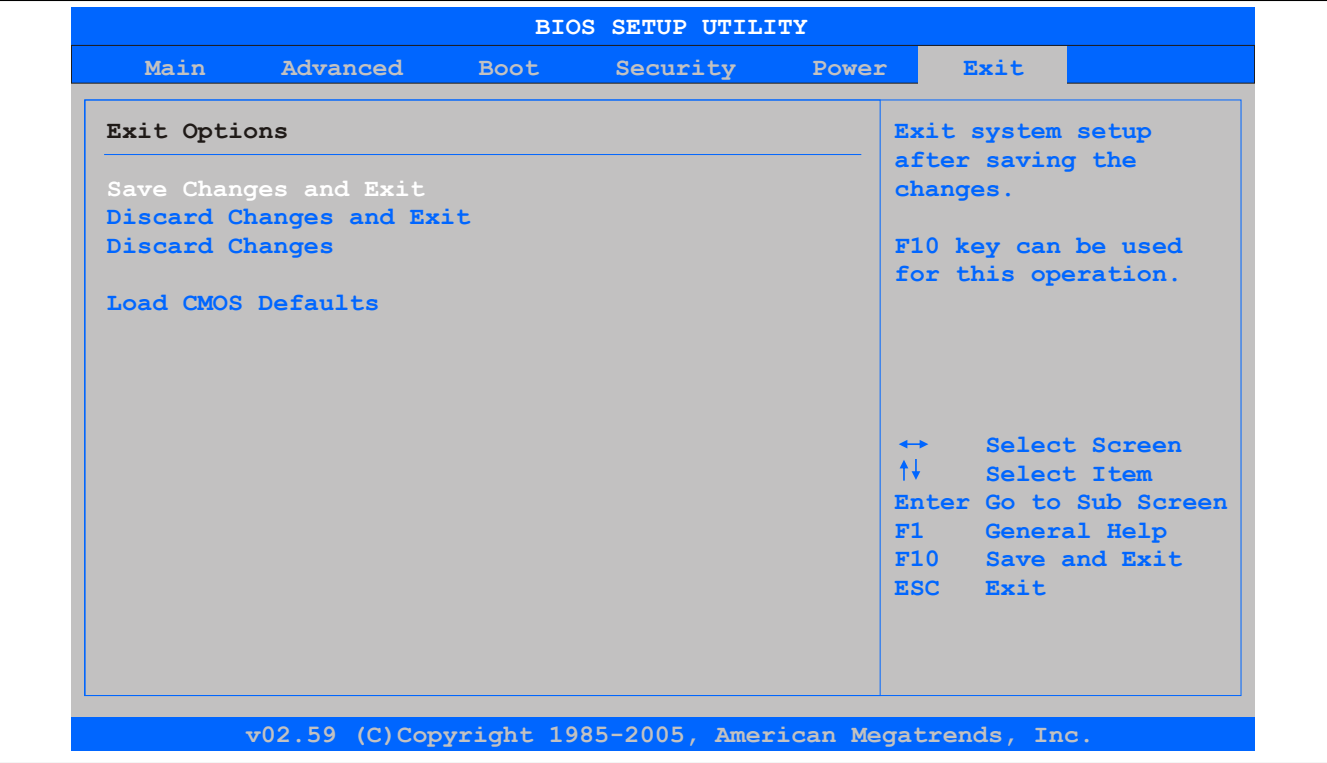 BIOS SETUP UTILITY
Main Advanced Boot Security Power Exit
Exit Options
Save Changes and Exit
Discard Changes and Exit
Discard Changes
Load CMOS Defaults
Exit system setup
after saving the
changes.
F10 key can be used
for this operation.
↔ Select Screen
↑↓ Select Item
Enter Go to Sub Screen
F1 General Help
F10 Save and Exit
ESC Exit
v02.59 (C)Copyright 1985-2005, American Megatrends, Inc.